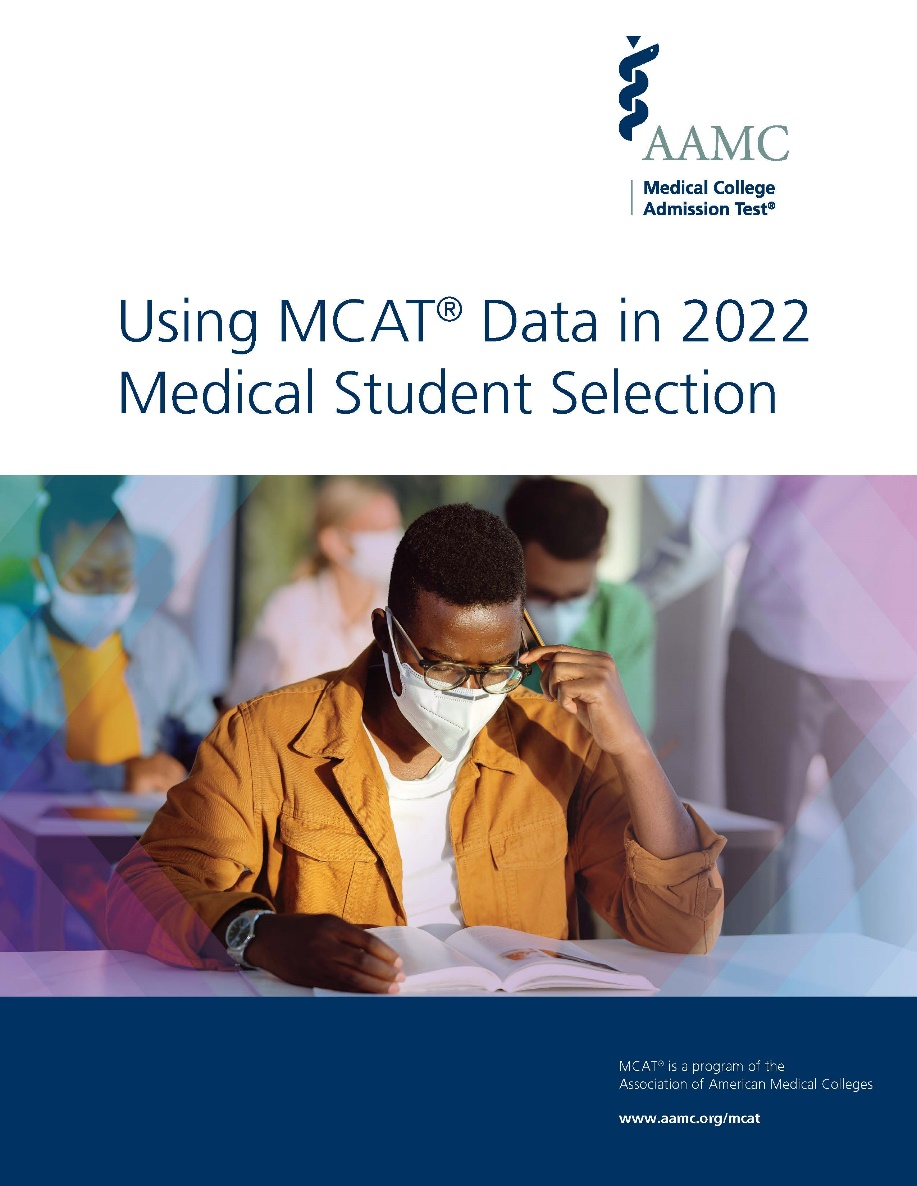 AAMC
Medical College
Admission Test®
Using MCAT® Data in 2022
Medical Student Selection
MCAT® is a program of the
Association of American Medical Colleges
www.aamc.org/mcat